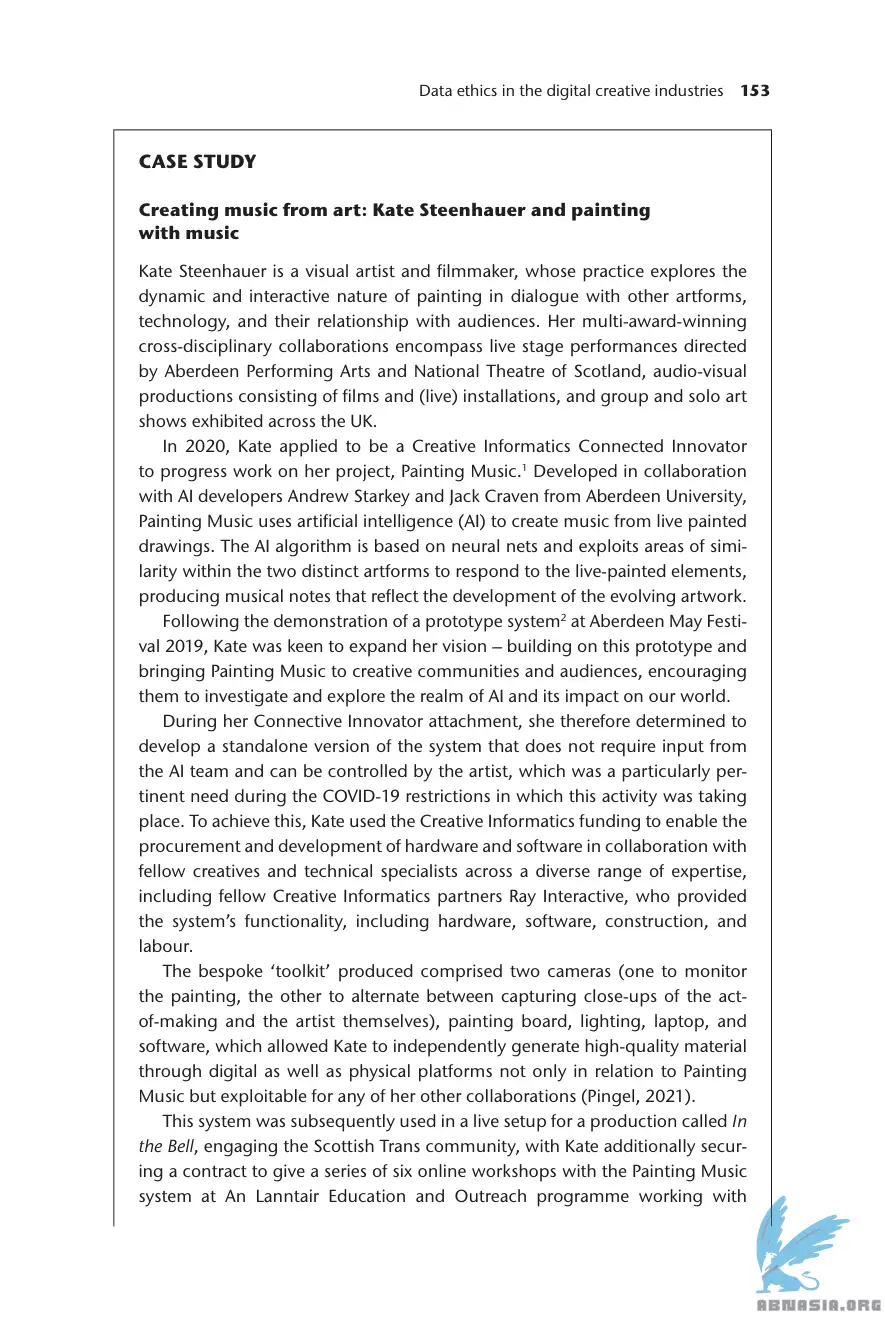 Data ethics in the digital creative industries 153
CASE STUDY
Creating music from art: Kate Steenhauer and painting
with music
Kate Steenhauer is a visual artist and filmmaker, whose practice explores the
dynamic and interactive nature of painting in dialogue with other artforms,
technology, and their relationship with audiences. Her multi-award-winning
cross-disciplinary collaborations encompass live stage performances directed
by Aberdeen Performing Arts and National Theatre of Scotland, audio-visual
productions consisting of films and (live) installations, and group and solo art
shows exhibited across the UK.
In 2020, Kate applied to be a Creative Informatics Connected Innovator
to progress work on her project, Painting Music.1 Developed in collaboration
with AI developers Andrew Starkey and Jack Craven from Aberdeen University,
Painting Music uses artificial intelligence (AI) to create music from live painted
drawings. The AI algorithm is based on neural nets and exploits areas of simi-
larity within the two distinct artforms to respond to the live-painted elements,
producing musical notes that reflect the development of the evolving artwork.
Following the demonstration of a prototype system2 at Aberdeen May Festi-
val 2019, Kate was keen to expand her vision – building on this prototype and
bringing Painting Music to creative communities and audiences, encouraging
them to investigate and explore the realm of AI and its impact on our world.
During her Connective Innovator attachment, she therefore determined to
develop a standalone version of the system that does not require input from
the AI team and can be controlled by the artist, which was a particularly per-
tinent need during the COVID-19 restrictions in which this activity was taking
place. To achieve this, Kate used the Creative Informatics funding to enable the
procurement and development of hardware and software in collaboration with
fellow creatives and technical specialists across a diverse range of expertise,
including fellow Creative Informatics partners Ray Interactive, who provided
the system's functionality, including hardware, software, construction, and
labour.
The bespoke 'toolkit' produced comprised two cameras (one to monitor
the painting, the other to alternate between capturing close-ups of the act-
of-making and the artist themselves), painting board, lighting, laptop, and
software, which allowed Kate to independently generate high-quality material
through digital as well as physical platforms not only in relation to Painting
Music but exploitable for any of her other collaborations (Pingel, 2021).
This system was subsequently used in a live setup for a production called In
the Bell, engaging the Scottish Trans community, with Kate additionally secur-
ing a contract to give a series of six online workshops with the Painting Music
system at An Lanntair Education and Outreach programme working with
ABNASIA.ORG